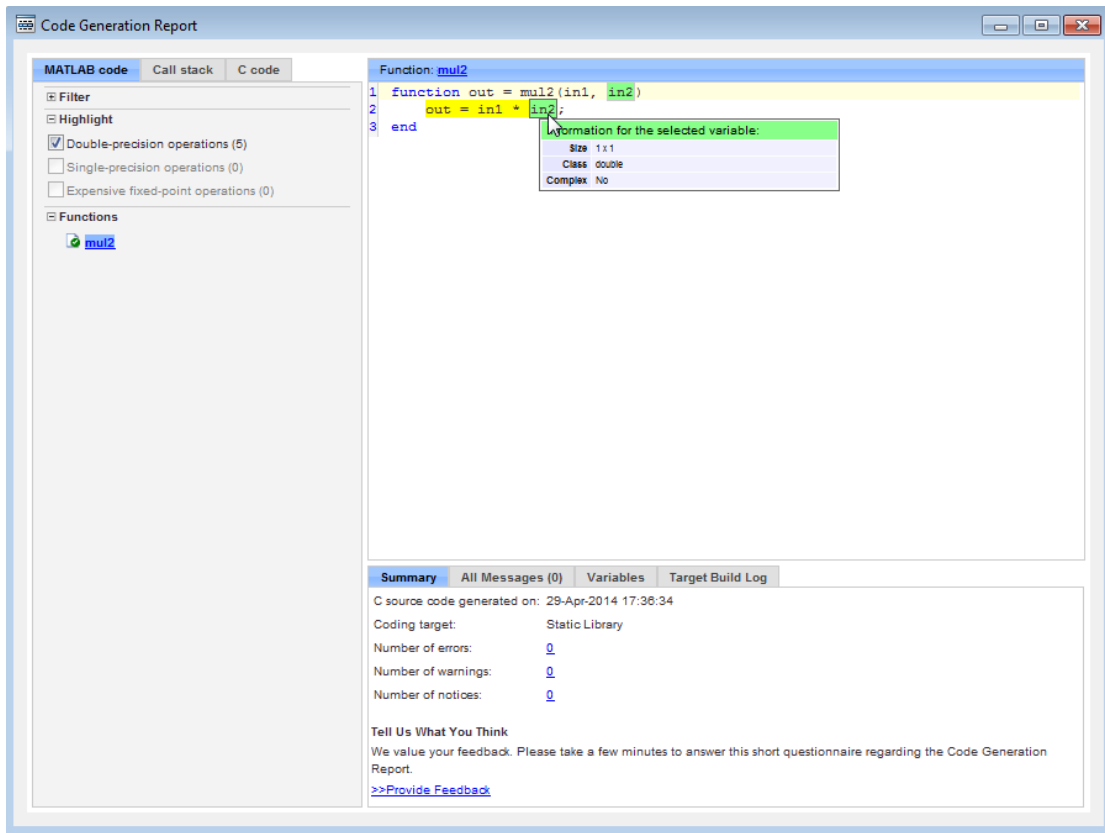 Code Generation Report
MATLAB code Call stack C code
Filter
Highlight
Double-precision operations (5)
Single-precision operations (0)
Expensive fixed-point operations (0)
Functions
mul2
Function: mul2
1 function out = mul2(in1, in2)
2 out = in1 * in2;
3 end
Information for the selected variable:
Size 1 x 1
Class double
Complex No
Summary All Messages (0) Variables Target Build Log
C source code generated on: 29-Apr-2014 17:36:34
Coding target: Static Library
Number of errors: 0
Number of warnings: 0
Number of notices: 0
Tell Us What You Think
We value your feedback. Please take a few minutes to answer this short questionnaire regarding the Code Generation
Report.
>>Provide Feedback